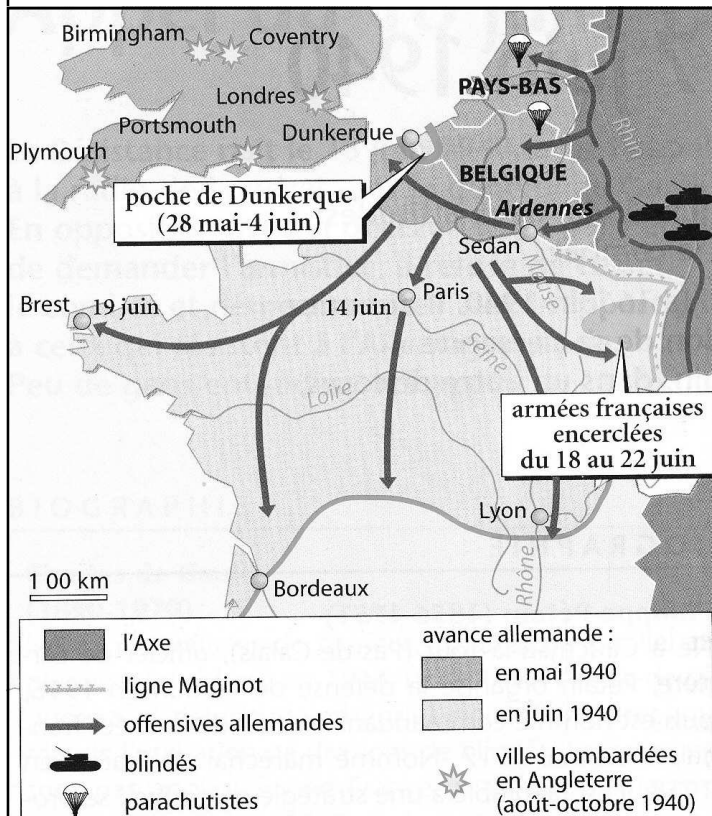 Birmingham
Coventry
Londres
Portsmouth
Plymouth
Dunkerque
PAYS-BAS
Rhin
BELGIQUE
poche de Dunkerque
(28 mai-4 juin)
Ardennes
Sedan
Meuse
Brest
19 juin
14 juin
Paris
Seine
Loire
armées françaises
encerclées
du 18 au 22 juin
Lyon
Rhône
Bordeaux
1 00 km
l'Axe
ligne Maginot
offensives allemandes
blindés
parachutistes
avance allemande :
en mai 1940
en juin 1940
villes bombardées
en Angleterre
(août-octobre 1940)